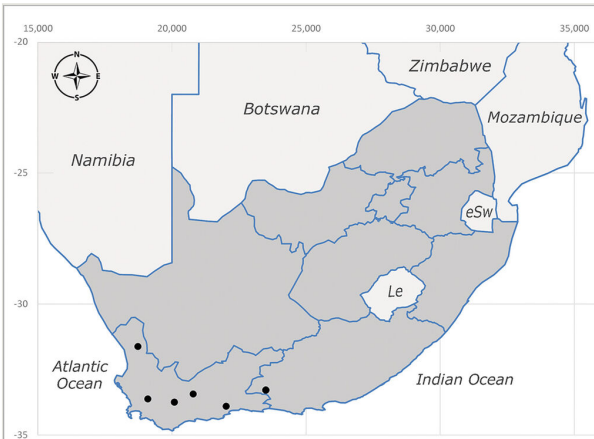 15,000 20,000 25,000 30,000 35,000
-20
N
W E
S
Zimbabwe
Botswana
Mozambique
Namibia
-25
eSw
Le
-30
Atlantic
Ocean
Indian Ocean
-35